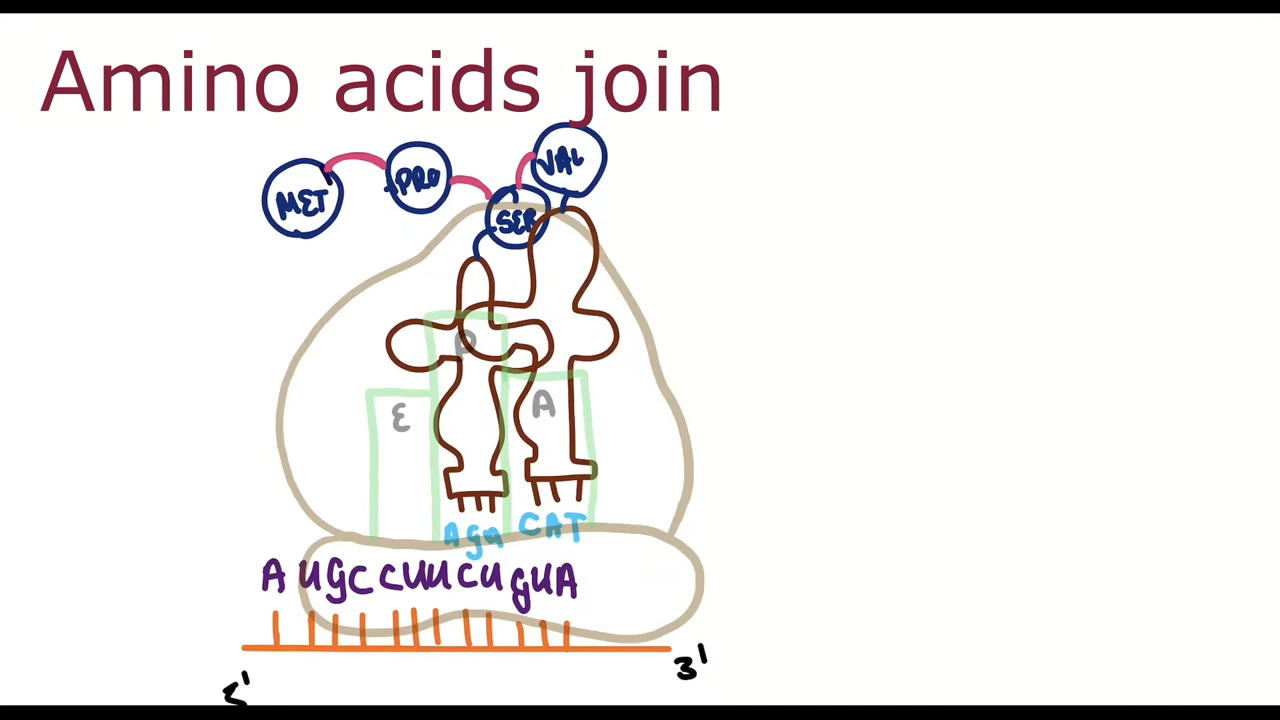 Amino acids join
MET PRO SER VAL
P
E A
AgA CAT
AUgCCUUCUgUA
5' 3'